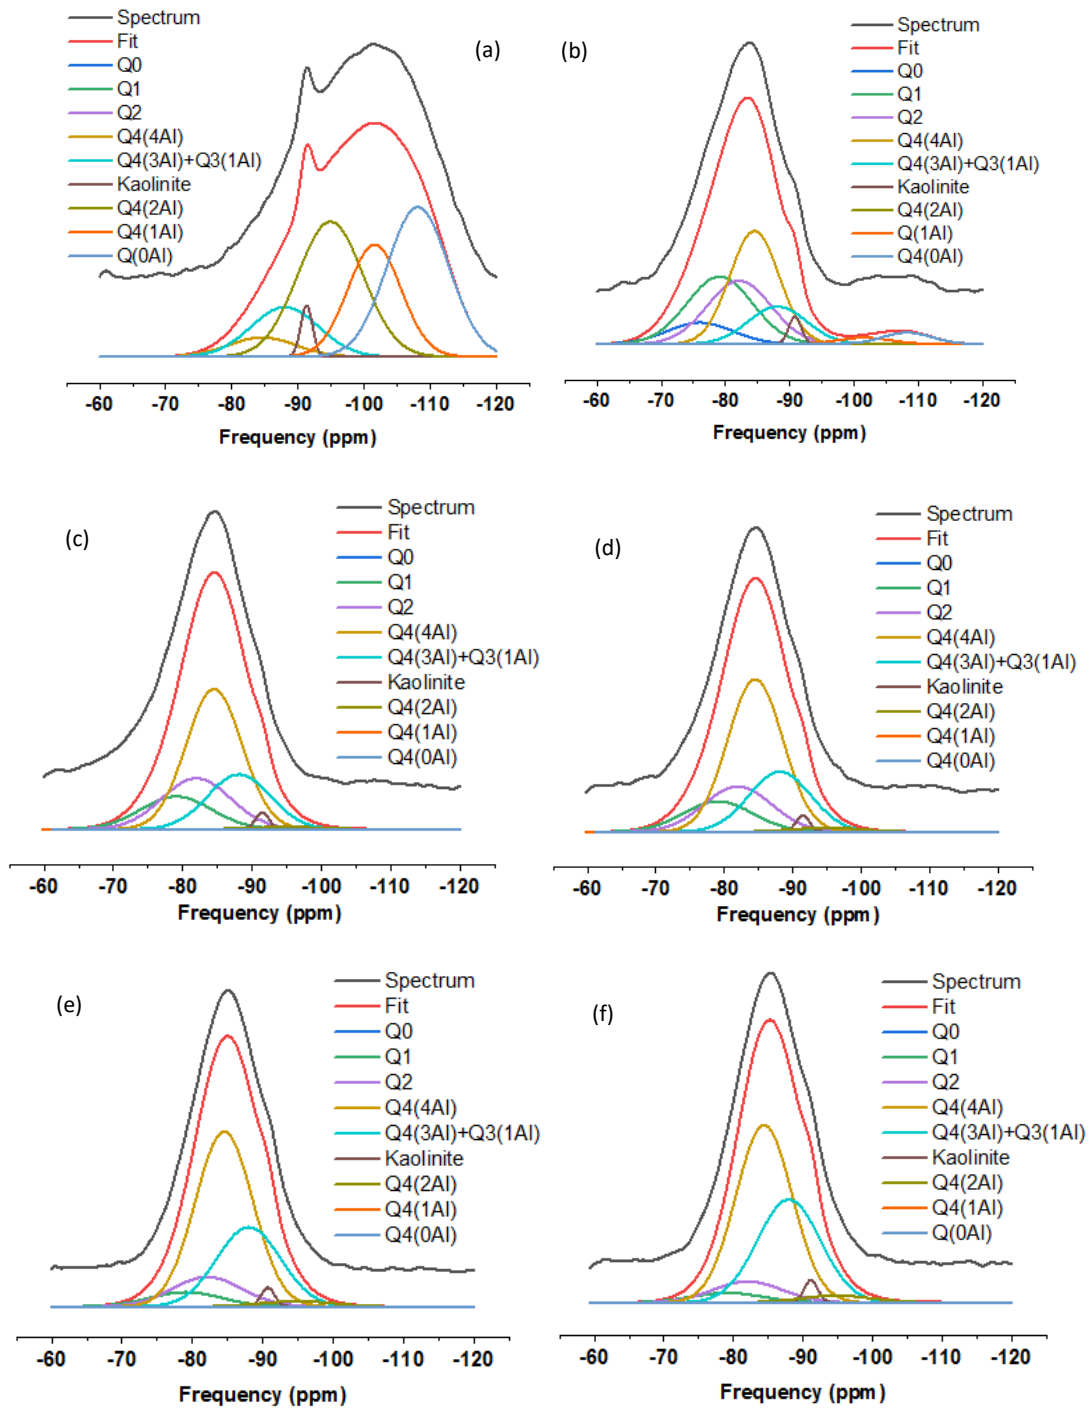 Spectrum
Fit
Q0
Q1
Q2
Q4(4Al)
Q4(3Al)+Q3(1Al)
Kaolinite
Q4(2Al)
Q4(1Al)
Q(0Al)
(a)
-60 -70 -80 -90 -100 -110 -120
Frequency (ppm)
(b)
Spectrum
Fit
Q0
Q1
Q2
Q4(4Al)
Q4(3Al)+Q3(1Al)
Kaolinite
Q4(2Al)
Q(1Al)
Q4(0Al)
-60 -70 -80 -90 -100 -110 -120
Frequency (ppm)
(c)
Spectrum
Fit
Q0
Q1
Q2
Q4(4Al)
Q4(3Al)+Q3(1Al)
Kaolinite
Q4(2Al)
Q4(1Al)
Q4(0Al)
-60 -70 -80 -90 -100 -110 -120
Frequency (ppm)
(d)
Spectrum
Fit
Q0
Q1
Q2
Q4(4Al)
Q4(3Al)+Q3(1Al)
Kaolinite
Q4(2Al)
Q4(1Al)
Q4(0Al)
-60 -70 -80 -90 -100 -110 -120
Frequency (ppm)
(e)
Spectrum
Fit
Q0
Q1
Q2
Q4(4Al)
Q4(3Al)+Q3(1Al)
Kaolinite
Q4(2Al)
Q4(1Al)
Q4(0Al)
-60 -70 -80 -90 -100 -110 -120
Frequency (ppm)
(f)
Spectrum
Fit
Q0
Q1
Q2
Q4(4Al)
Q4(3Al)+Q3(1Al)
Kaolinite
Q4(2Al)
Q4(1Al)
Q(0Al)
-60 -70 -80 -90 -100 -110 -120
Frequency (ppm)